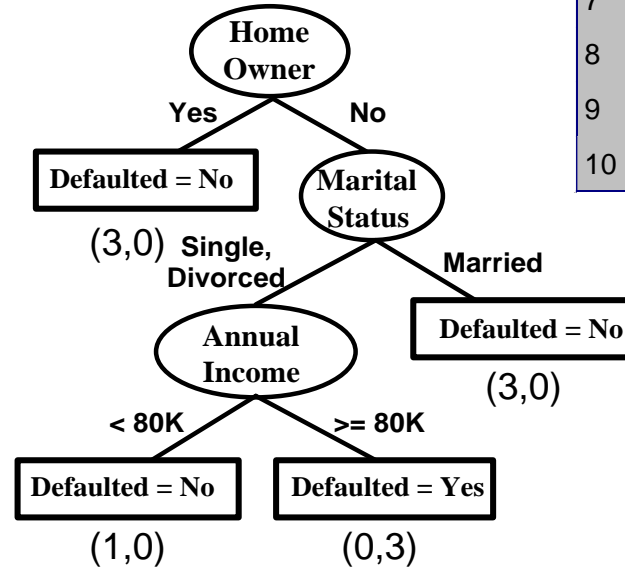 Home
Owner
Yes
No
Defaulted = No
(3,0)
Marital
Status
Single,
Divorced
Married
Annual
Income
Defaulted = No
(3,0)
< 80K
>= 80K
Defaulted = No
Defaulted = Yes
(1,0)
(0,3)
7
8
9
10